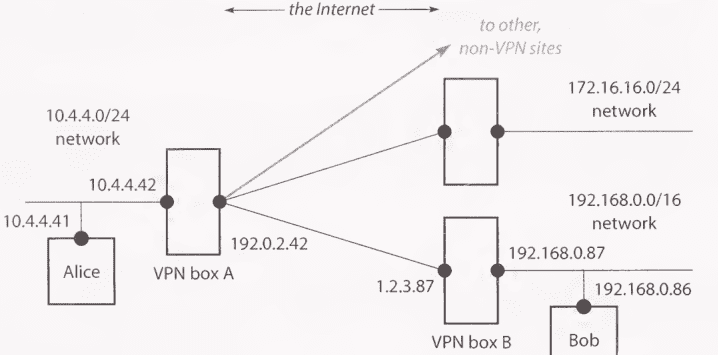 the Internet
to other,
non-VPN sites
172.16.16.0/24
network
10.4.4.0/24
network
10.4.4.42
10.4.4.41
192.168.0.0/16
network
192.0.2.42
192.168.0.87
Alice
VPN box A
1.2.3.87
192.168.0.86
VPN box B
Bob